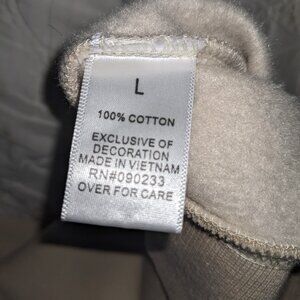 L
100% COTTON
EXCLUSIVE OF
DECORATION
MADE IN VIETNAM
RN#090233
OVER FOR CARE